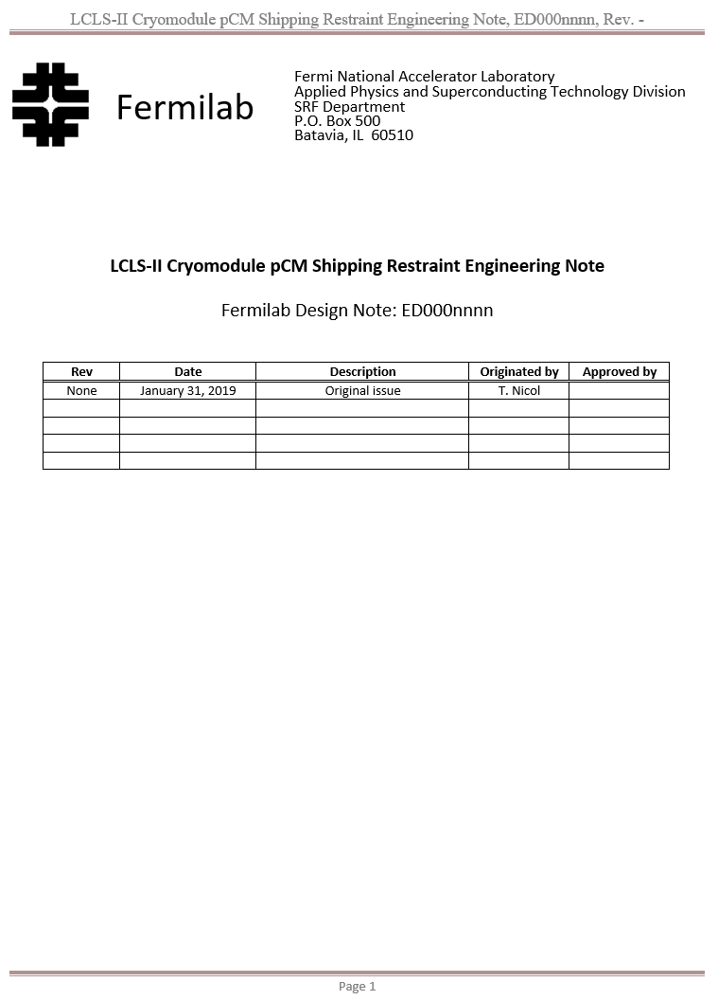 LCLS-II Cryomodule pCM Shipping Restraint Engineering Note, ED000nnnn, Rev. -
Fermilab
Fermi National Accelerator Laboratory
Applied Physics and Superconducting Technology Division
SRF Department
P.O. Box 500
Batavia, IL  60510
LCLS-II Cryomodule pCM Shipping Restraint Engineering Note
Fermilab Design Note: ED000nnnn
Rev Date Description Originated by Approved by
None January 31, 2019 Original issue T. Nicol
Page 1